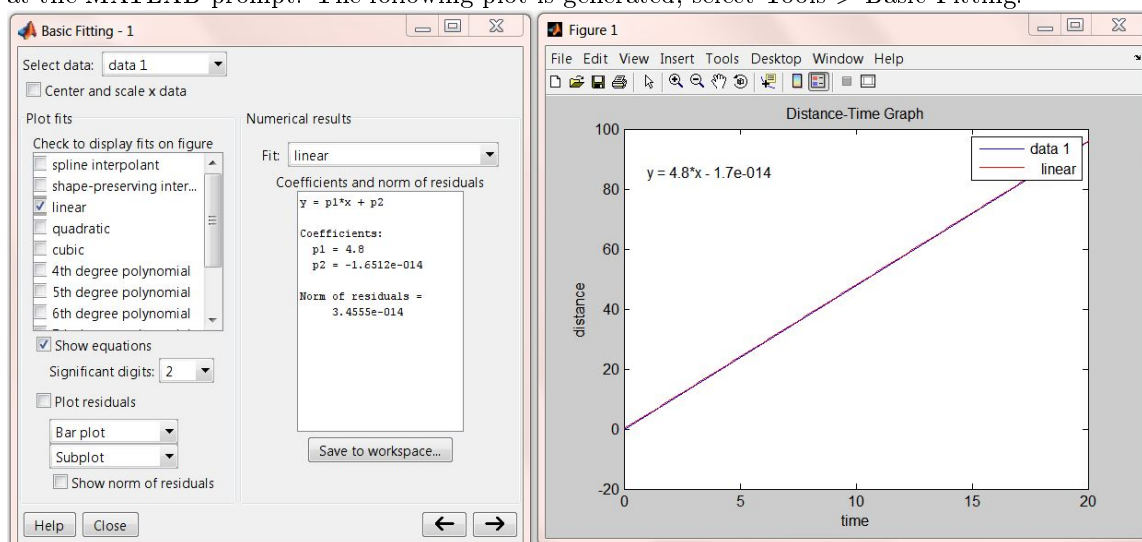 at the MATLAB prompt. The following plot is generated, select Tools > Basic Fitting.
Basic Fitting - 1
Select data: data 1
Center and scale x data
Plot fits
Check to display fits on figure
spline interpolant
shape-preserving inter...
linear
quadratic
cubic
4th degree polynomial
5th degree polynomial
6th degree polynomial
Show equations
Significant digits: 2
Plot residuals
Bar plot
Subplot
Show norm of residuals
Help Close
Numerical results
Fit: linear
Coefficients and norm of residuals
y = p1*x + p2
Coefficients:
p1 = 4.8
p2 = -1.6512e-014
Norm of residuals =
3.4555e-014
Save to workspace...
Figure 1
File Edit View Insert Tools Desktop Window Help
Distance-Time Graph
data 1
linear
y = 4.8*x - 1.7e-014
distance
100
80
60
40
20
0
-20
0 5 10 15 20
time